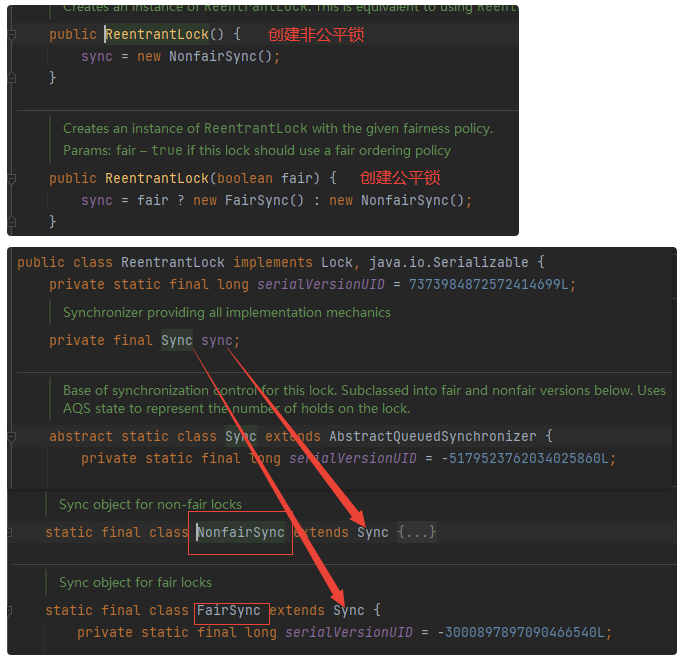 Creates an instance of ReentrantLock. This is equivalent to using Reent
public ReentrantLock() { 创建非公平锁
sync = new NonfairSync();
}
Creates an instance of ReentrantLock with the given fairness policy.
Params: fair – true if this lock should use a fair ordering policy
public ReentrantLock(boolean fair) { 创建公平锁
sync = fair ? new FairSync() : new NonfairSync();
}
public class ReentrantLock implements Lock, java.io.Serializable {
private static final long serialVersionUID = 7373984872572414699L;
Synchronizer providing all implementation mechanics
private final Sync sync;
Base of synchronization control for this lock. Subclassed into fair and nonfair versions below. Uses
AQS state to represent the number of holds on the lock.
abstract static class Sync extends AbstractQueuedSynchronizer {
private static final long serialVersionUID = -5179523762034025860L;
Sync object for non-fair locks
static final class NonfairSync extends Sync {...}
Sync object for fair locks
static final class FairSync extends Sync {
private static final long serialVersionUID = -3000897897090466540L;